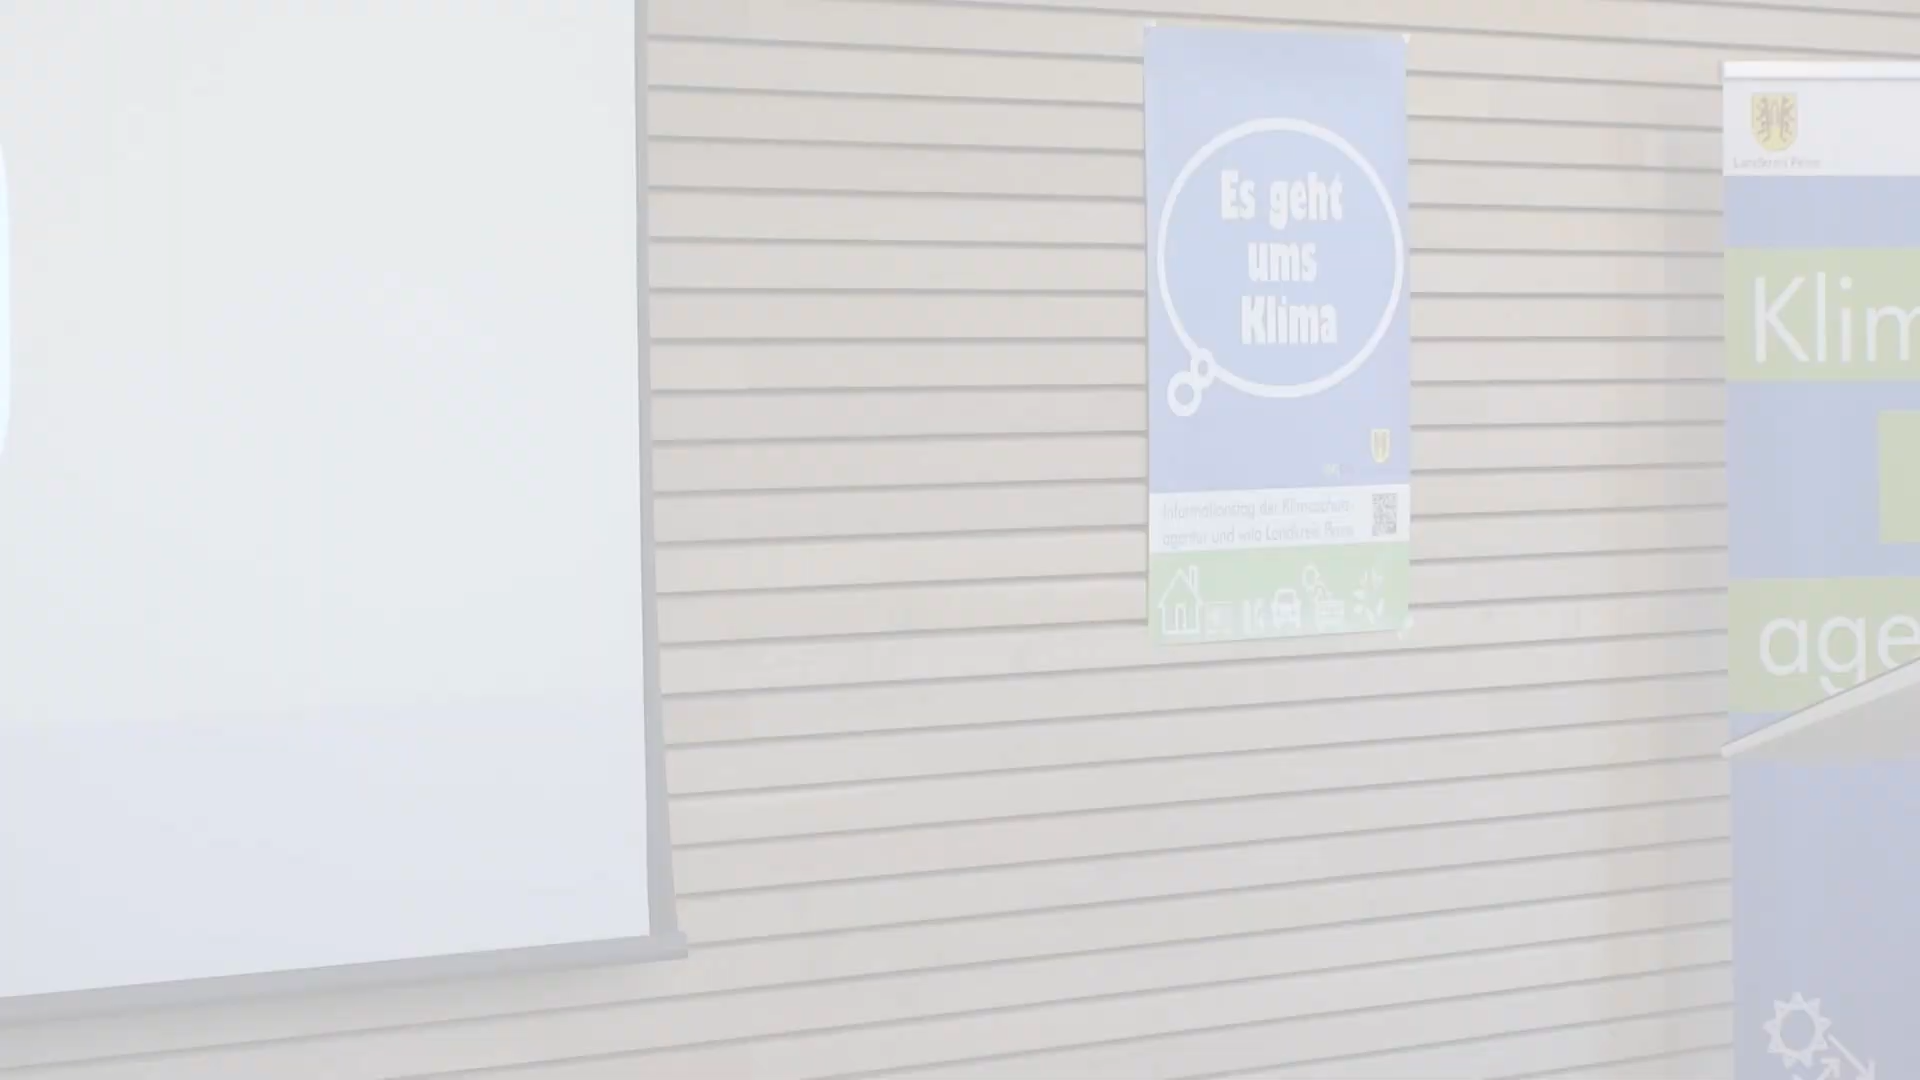 Es geht
ums
Klima
Informationstag der Klimaschutz-
agentur und wito Landkreis Peine
Landkreis Peine
Klim
age